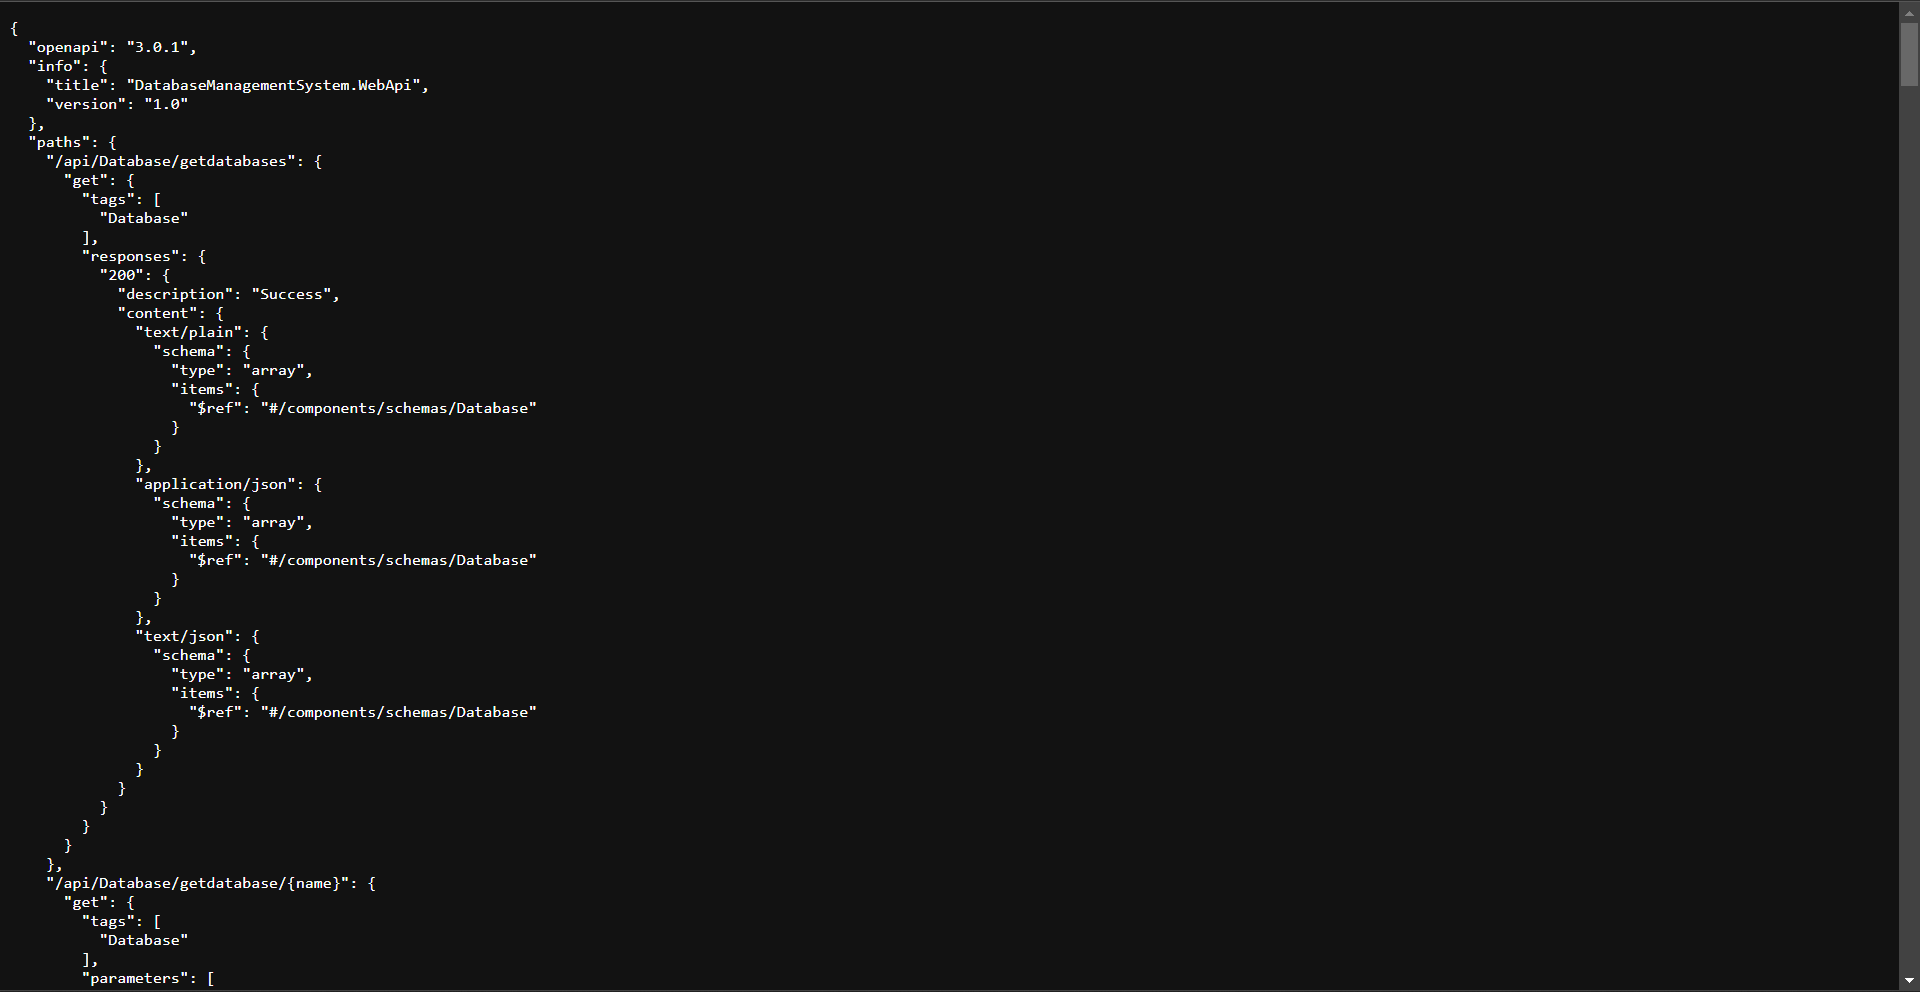 {
  "openapi": "3.0.1",
  "info": {
    "title": "DatabaseManagementSystem.WebApi",
    "version": "1.0"
  },
  "paths": {
    "/api/Database/getdatabases": {
      "get": {
        "tags": [
          "Database"
        ],
        "responses": {
          "200": {
            "description": "Success",
            "content": {
              "text/plain": {
                "schema": {
                  "type": "array",
                  "items": {
                    "$ref": "#/components/schemas/Database"
                  }
                }
              },
              "application/json": {
                "schema": {
                  "type": "array",
                  "items": {
                    "$ref": "#/components/schemas/Database"
                  }
                }
              },
              "text/json": {
                "schema": {
                  "type": "array",
                  "items": {
                    "$ref": "#/components/schemas/Database"
                  }
                }
              }
            }
          }
        }
      }
    },
    "/api/Database/getdatabase/{name}": {
      "get": {
        "tags": [
          "Database"
        ],
        "parameters": [